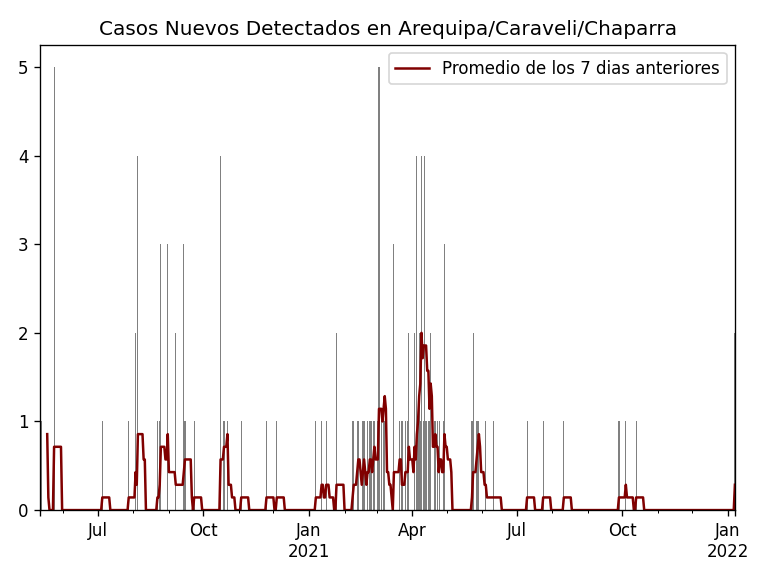 Casos Nuevos Detectados en Arequipa/Caraveli/Chaparra
Promedio de los 7 dias anteriores
5
4
3
2
1
0
Jul
Oct
Jan
2021
Apr
Jul
Oct
Jan
2022